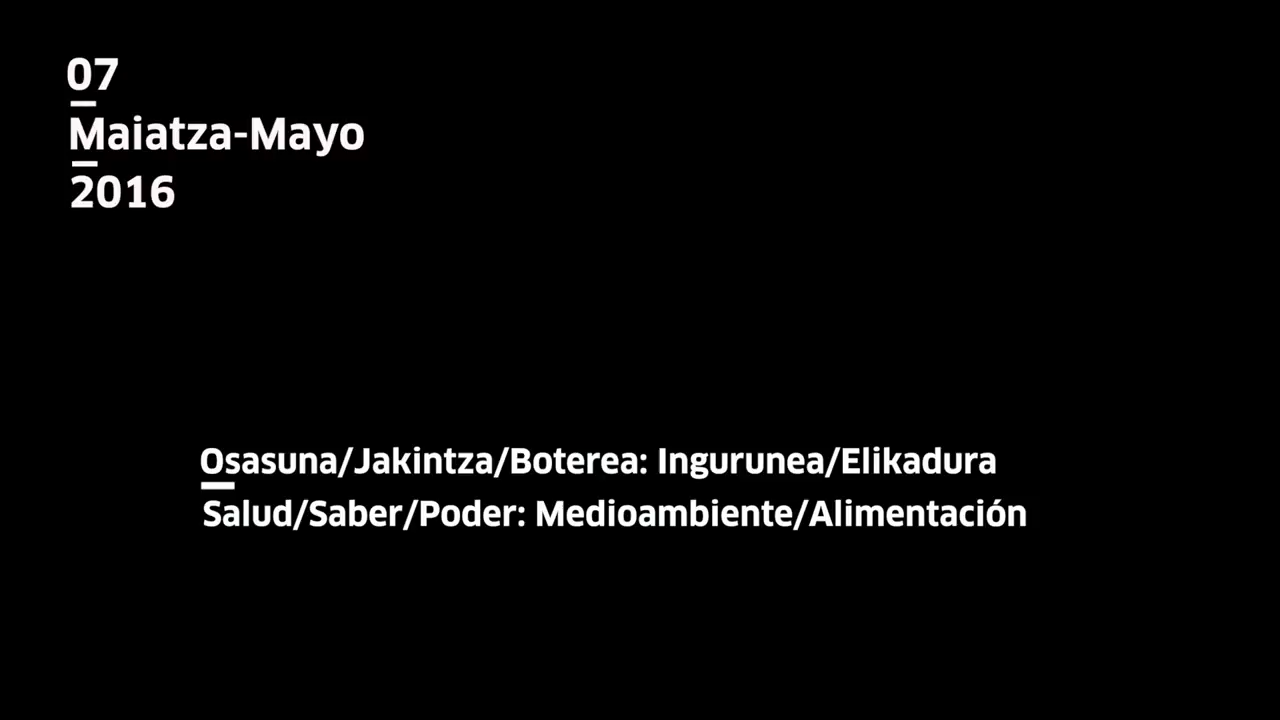 07
Maiatza-Mayo
2016
Osasuna/Jakintza/Boterea: Ingurunea/Elikadura
Salud/Saber/Poder: Medioambiente/Alimentación